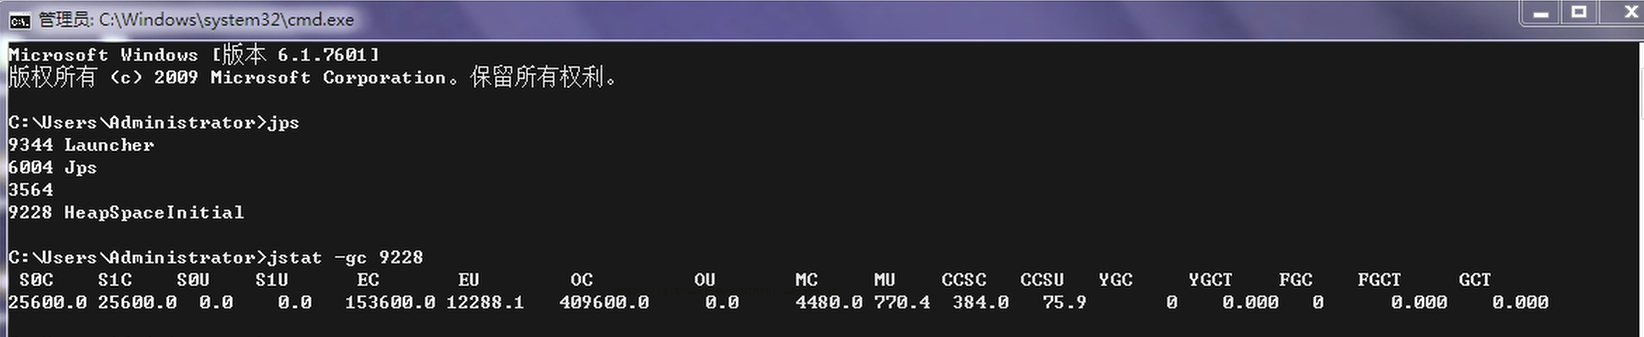 管理员: C:\Windows\system32\cmd.exe
Microsoft Windows [版本 6.1.7601]
版权所有 (c) 2009 Microsoft Corporation。保留所有权利。
C:\Users\Administrator>jps
9344 Launcher
6004 Jps
3564
9228 HeapSpaceInitial
C:\Users\Administrator>jstat -gc 9228
S0C S1C S0U S1U EC EU OC OU MC MU CCSC CCSU YGC YGCT FGC FGCT GCT
25600.0 25600.0 0.0 0.0 153600.0 12288.1 409600.0 0.0 4480.0 770.4 384.0 75.9 0 0.000 0 0.000 0.000